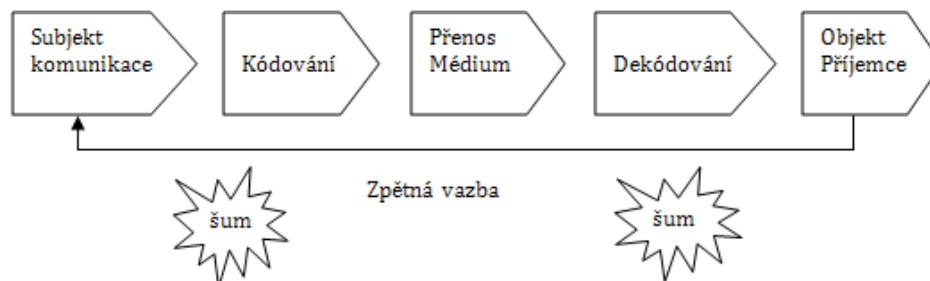 Subjekt
komunikace
Kódování
Přenos
Médium
Dekódování
Objekt
Příjemce
Zpětná vazba
šum
šum